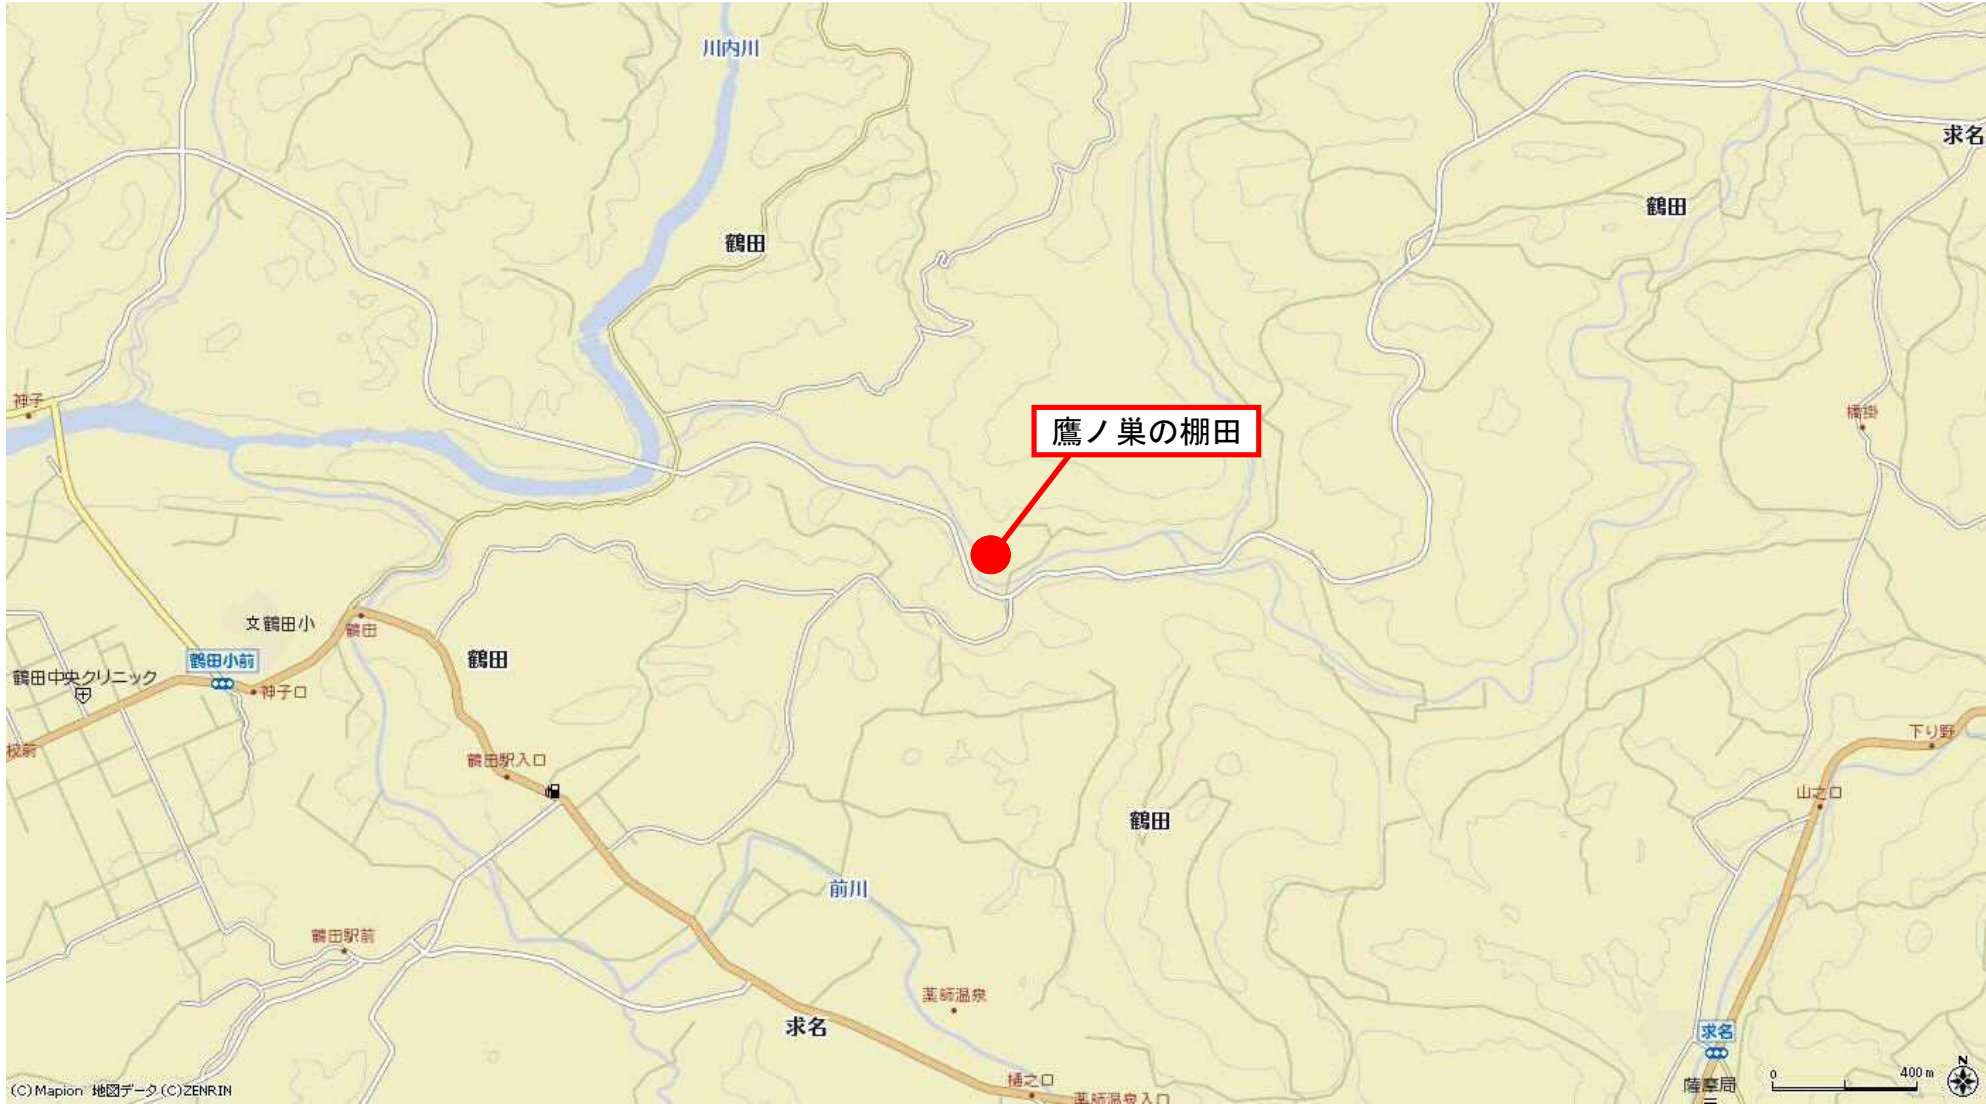 川内川
求名
鶴田
鶴田
神子
橋掛
鷹ノ巣の棚田
文鶴田小
鶴田
鶴田小前
鶴田
鶴田中央クリニック
神子口
校前
下り野
鶴田駅入口
山之口
鶴田
前川
鶴田駅前
薬師温泉
求名
求名
樋之口
薬師温泉入口
薩摩局
0 400m
N
(C)Mapion 地図データ(C)ZENRIN